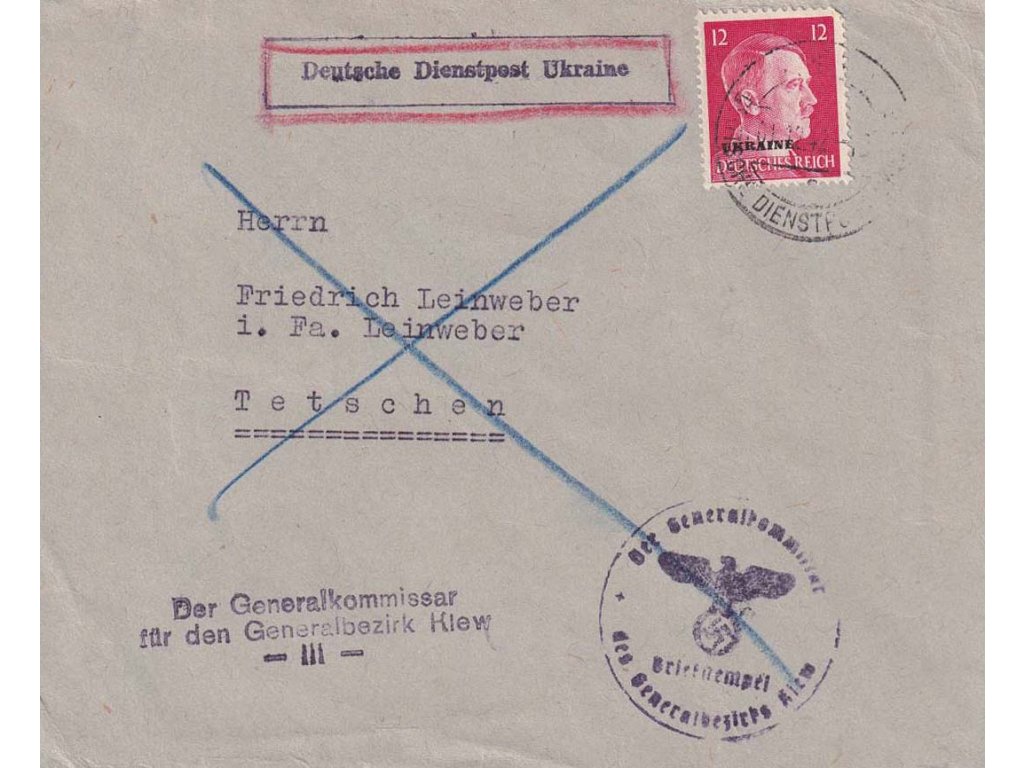 Deutsche Dienstpost Ukraine
12 12
UKRAINE
DEUTSCHES REICH
DIENSTPO
Herrn
Friedrich Leinweber
i. Fa. Leinweber
Tetschen
===============
Der Generalkommissar
für den Generalbezirk Kiew
— III —
Der Generalkommissar
Briefstempel
des Generalbezirks Kiew